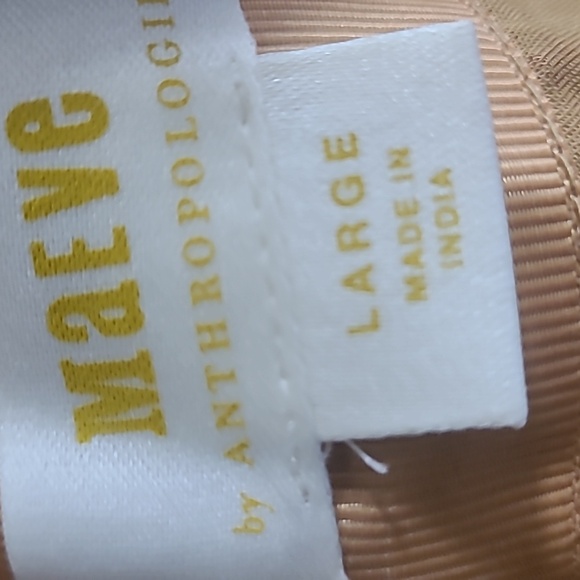 maeve
by ANTHROPOLOGI
LARGE
MADE IN
INDIA